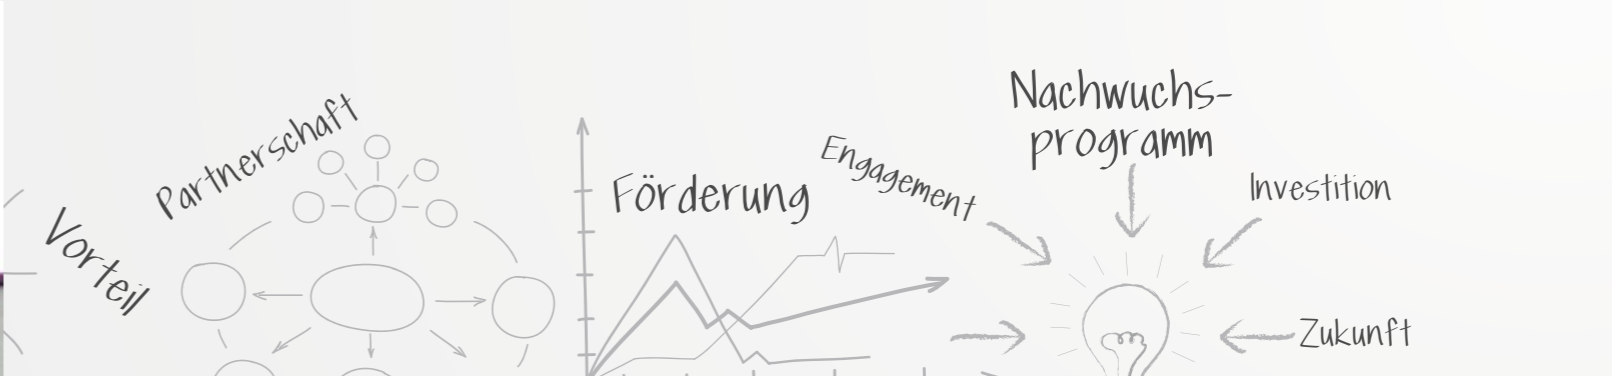 Vorteil
Partnerschaft
Förderung
Engagement
Nachwuchs-
programm
Investition
Zukunft